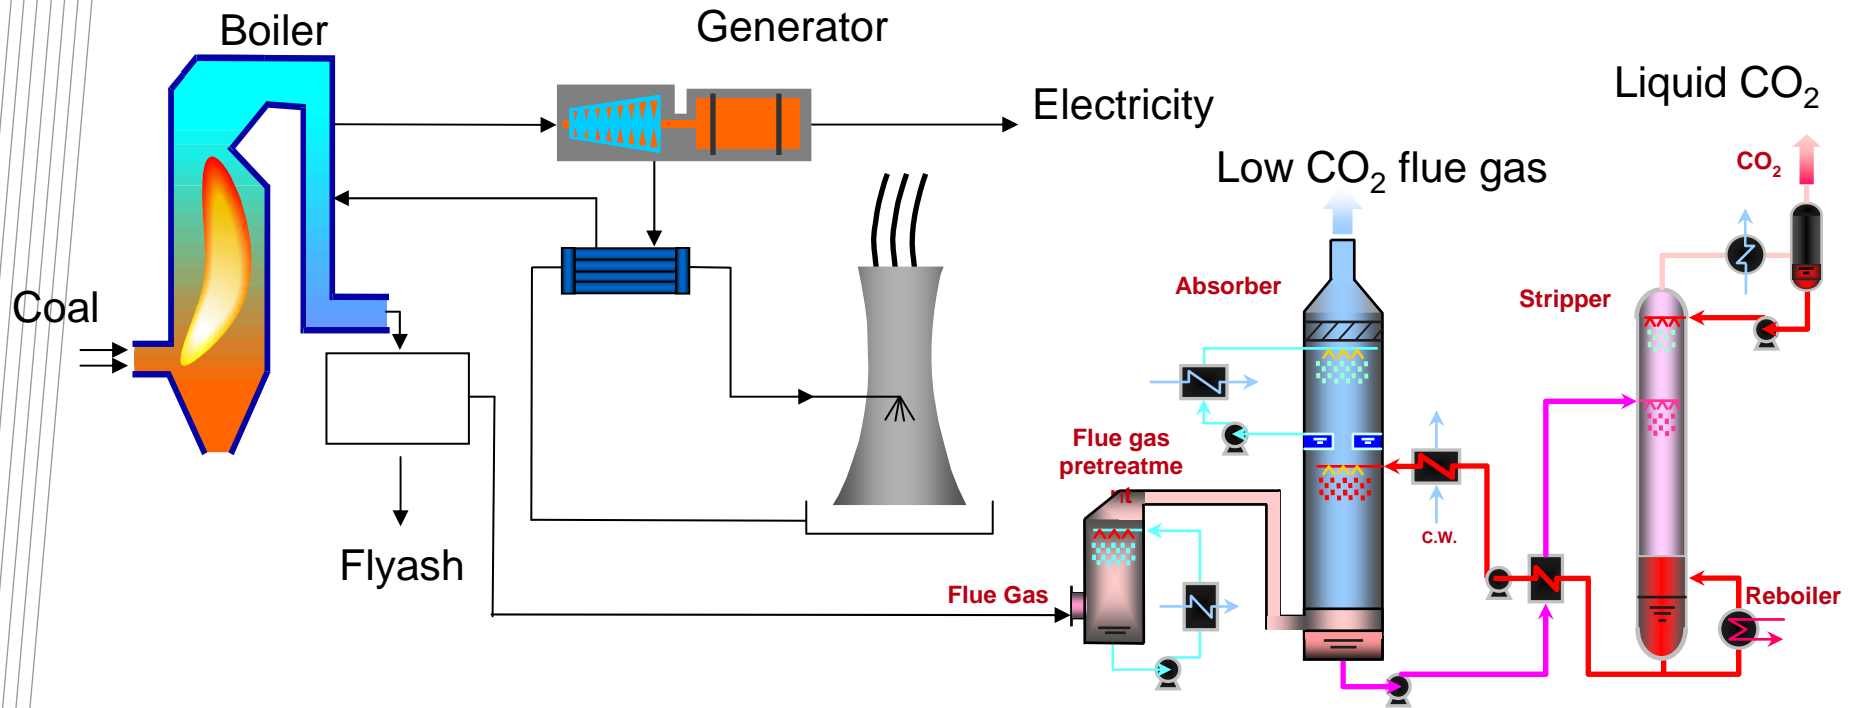 Boiler
Generator
Electricity
Liquid CO₂
CO₂
Low CO₂ flue gas
Absorber
Stripper
Coal
Flue gas
pretreatme
nt
C.W.
Flyash
Flue Gas
Reboiler